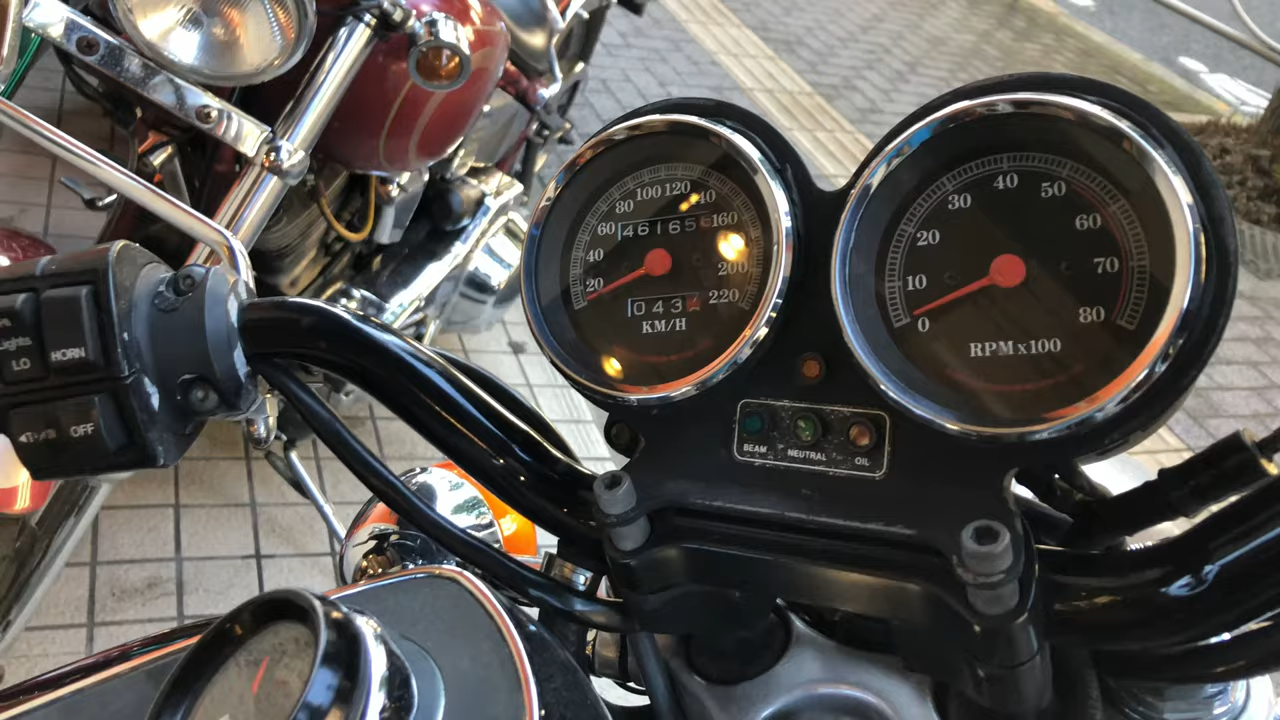 20 40 60 80 100 120 140 160 200 220
46165
043
KM/H
0 10 20 30 40 50 60 70 80
RPM x100
BEAM NEUTRAL OIL
Lights
LO
HORN
OFF